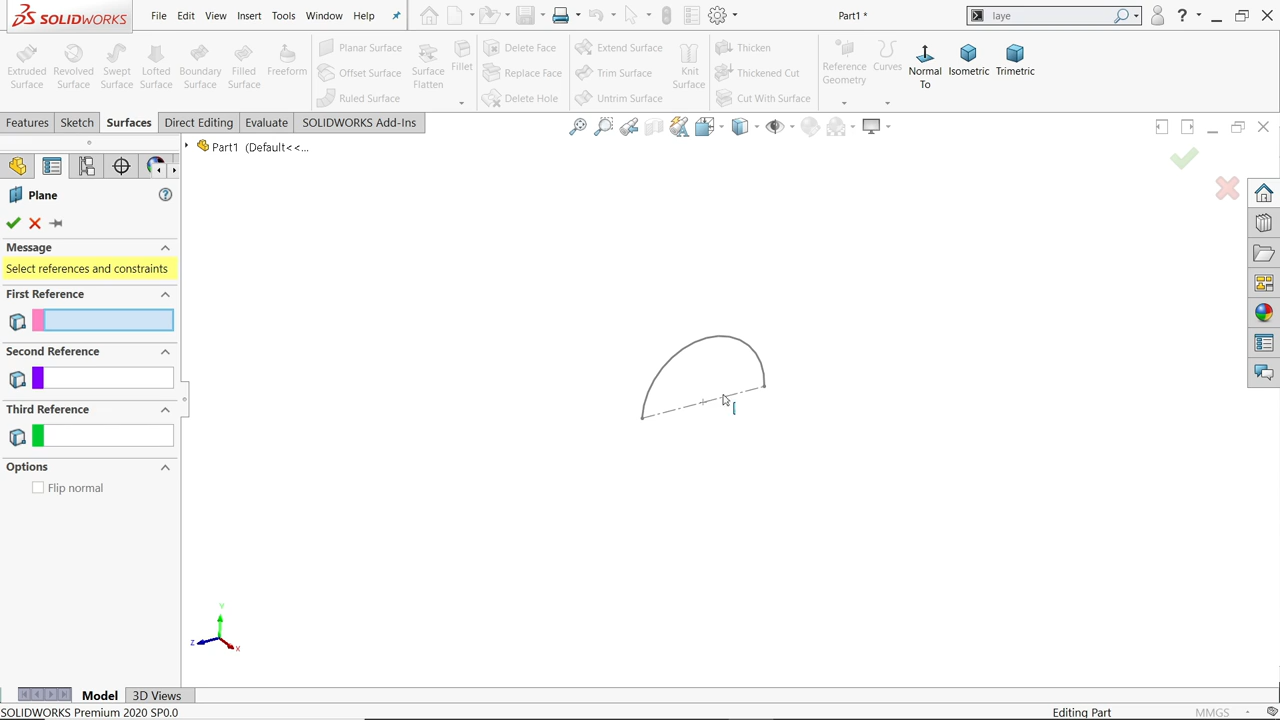 SOLIDWORKS File Edit View Insert Tools Window Help Part1 * laye ?
Extruded Surface Revolved Surface Swept Surface Lofted Surface Boundary Surface Filled Surface Freeform
Planar Surface Offset Surface Ruled Surface
Surface Flatten Fillet
Delete Face Replace Face Delete Hole
Extend Surface Trim Surface Untrim Surface
Knit Surface
Thicken Thickened Cut Cut With Surface
Reference Geometry Curves Normal To Isometric Trimetric
Features Sketch Surfaces Direct Editing Evaluate SOLIDWORKS Add-Ins
Part1 (Default<<...
Plane ?
Message
Select references and constraints
First Reference
Second Reference
Third Reference
Options
Flip normal
Y
Z X
Model 3D Views
SOLIDWORKS Premium 2020 SP0.0 Editing Part MMGS